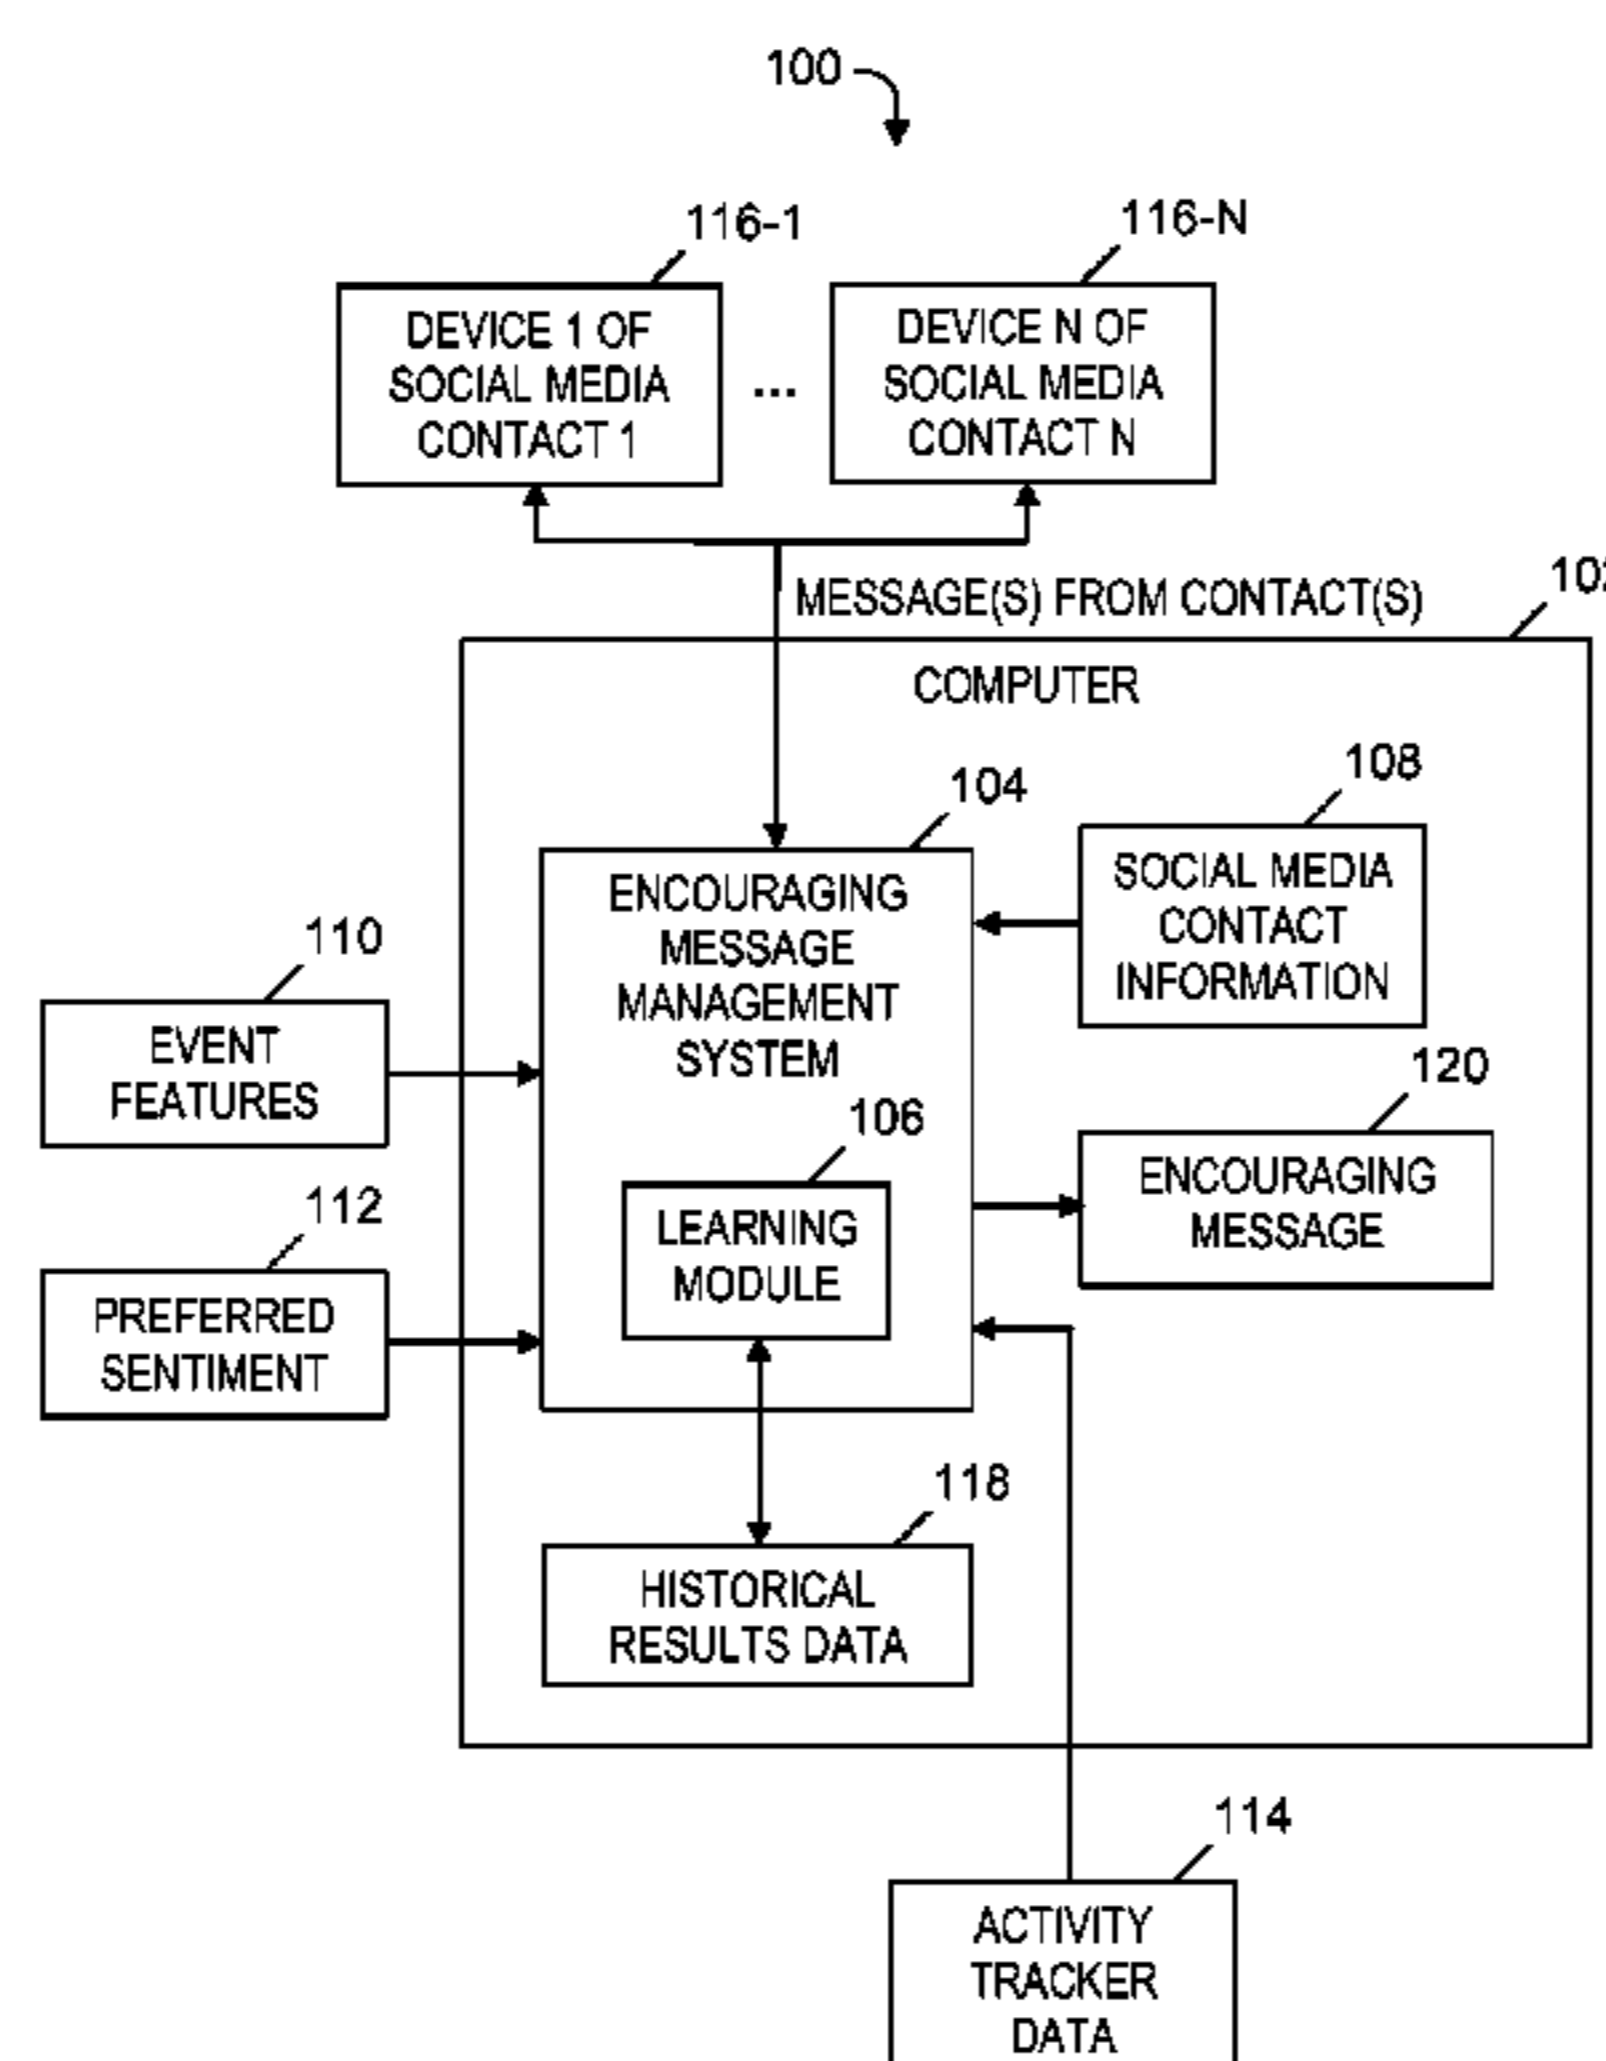 100
116-1
116-N
DEVICE 1 OF
SOCIAL MEDIA
CONTACT 1
...
DEVICE N OF
SOCIAL MEDIA
CONTACT N
MESSAGE(S) FROM CONTACT(S)
COMPUTER
104
108
ENCOURAGING
MESSAGE
MANAGEMENT
SYSTEM
SOCIAL MEDIA
CONTACT
INFORMATION
110
EVENT
FEATURES
120
ENCOURAGING
MESSAGE
106
LEARNING
MODULE
112
PREFERRED
SENTIMENT
118
HISTORICAL
RESULTS DATA
114
ACTIVITY
TRACKER
DATA